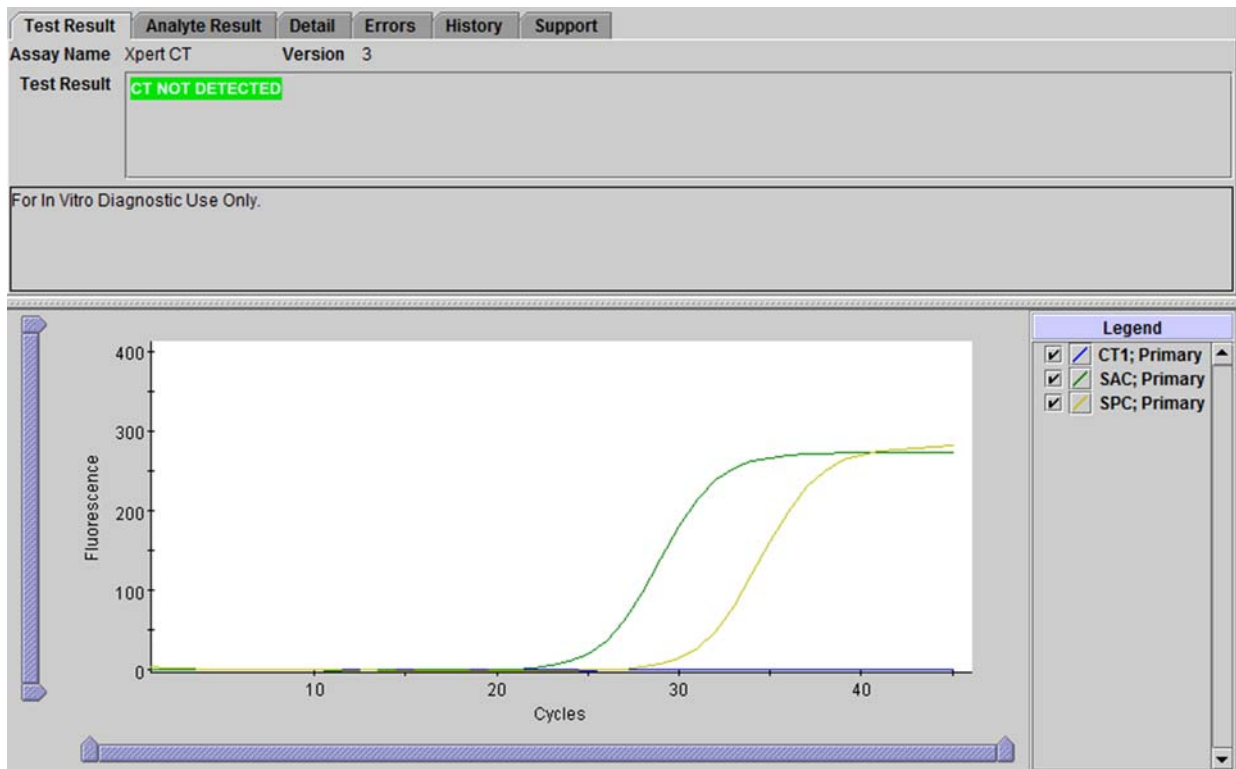 Test Result Analyte Result Detail Errors History Support
Assay Name Xpert CT Version 3
Test Result CT NOT DETECTED
For In Vitro Diagnostic Use Only.
400
300
200
100
0
Fluorescence
10 20 30 40
Cycles
Legend
CT1; Primary
SAC; Primary
SPC; Primary